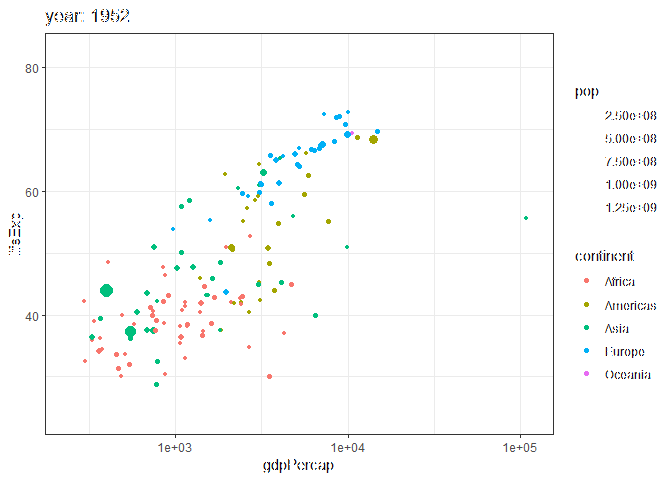 year: 1952
80
60
40
lifeExp
1e+03
1e+04
1e+05
gdpPercap
pop
2.50e+08
5.00e+08
7.50e+08
1.00e+09
1.25e+09
continent
Africa
Americas
Asia
Europe
Oceania